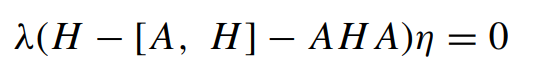 λ(H − [A, H] − AHA)η = 0